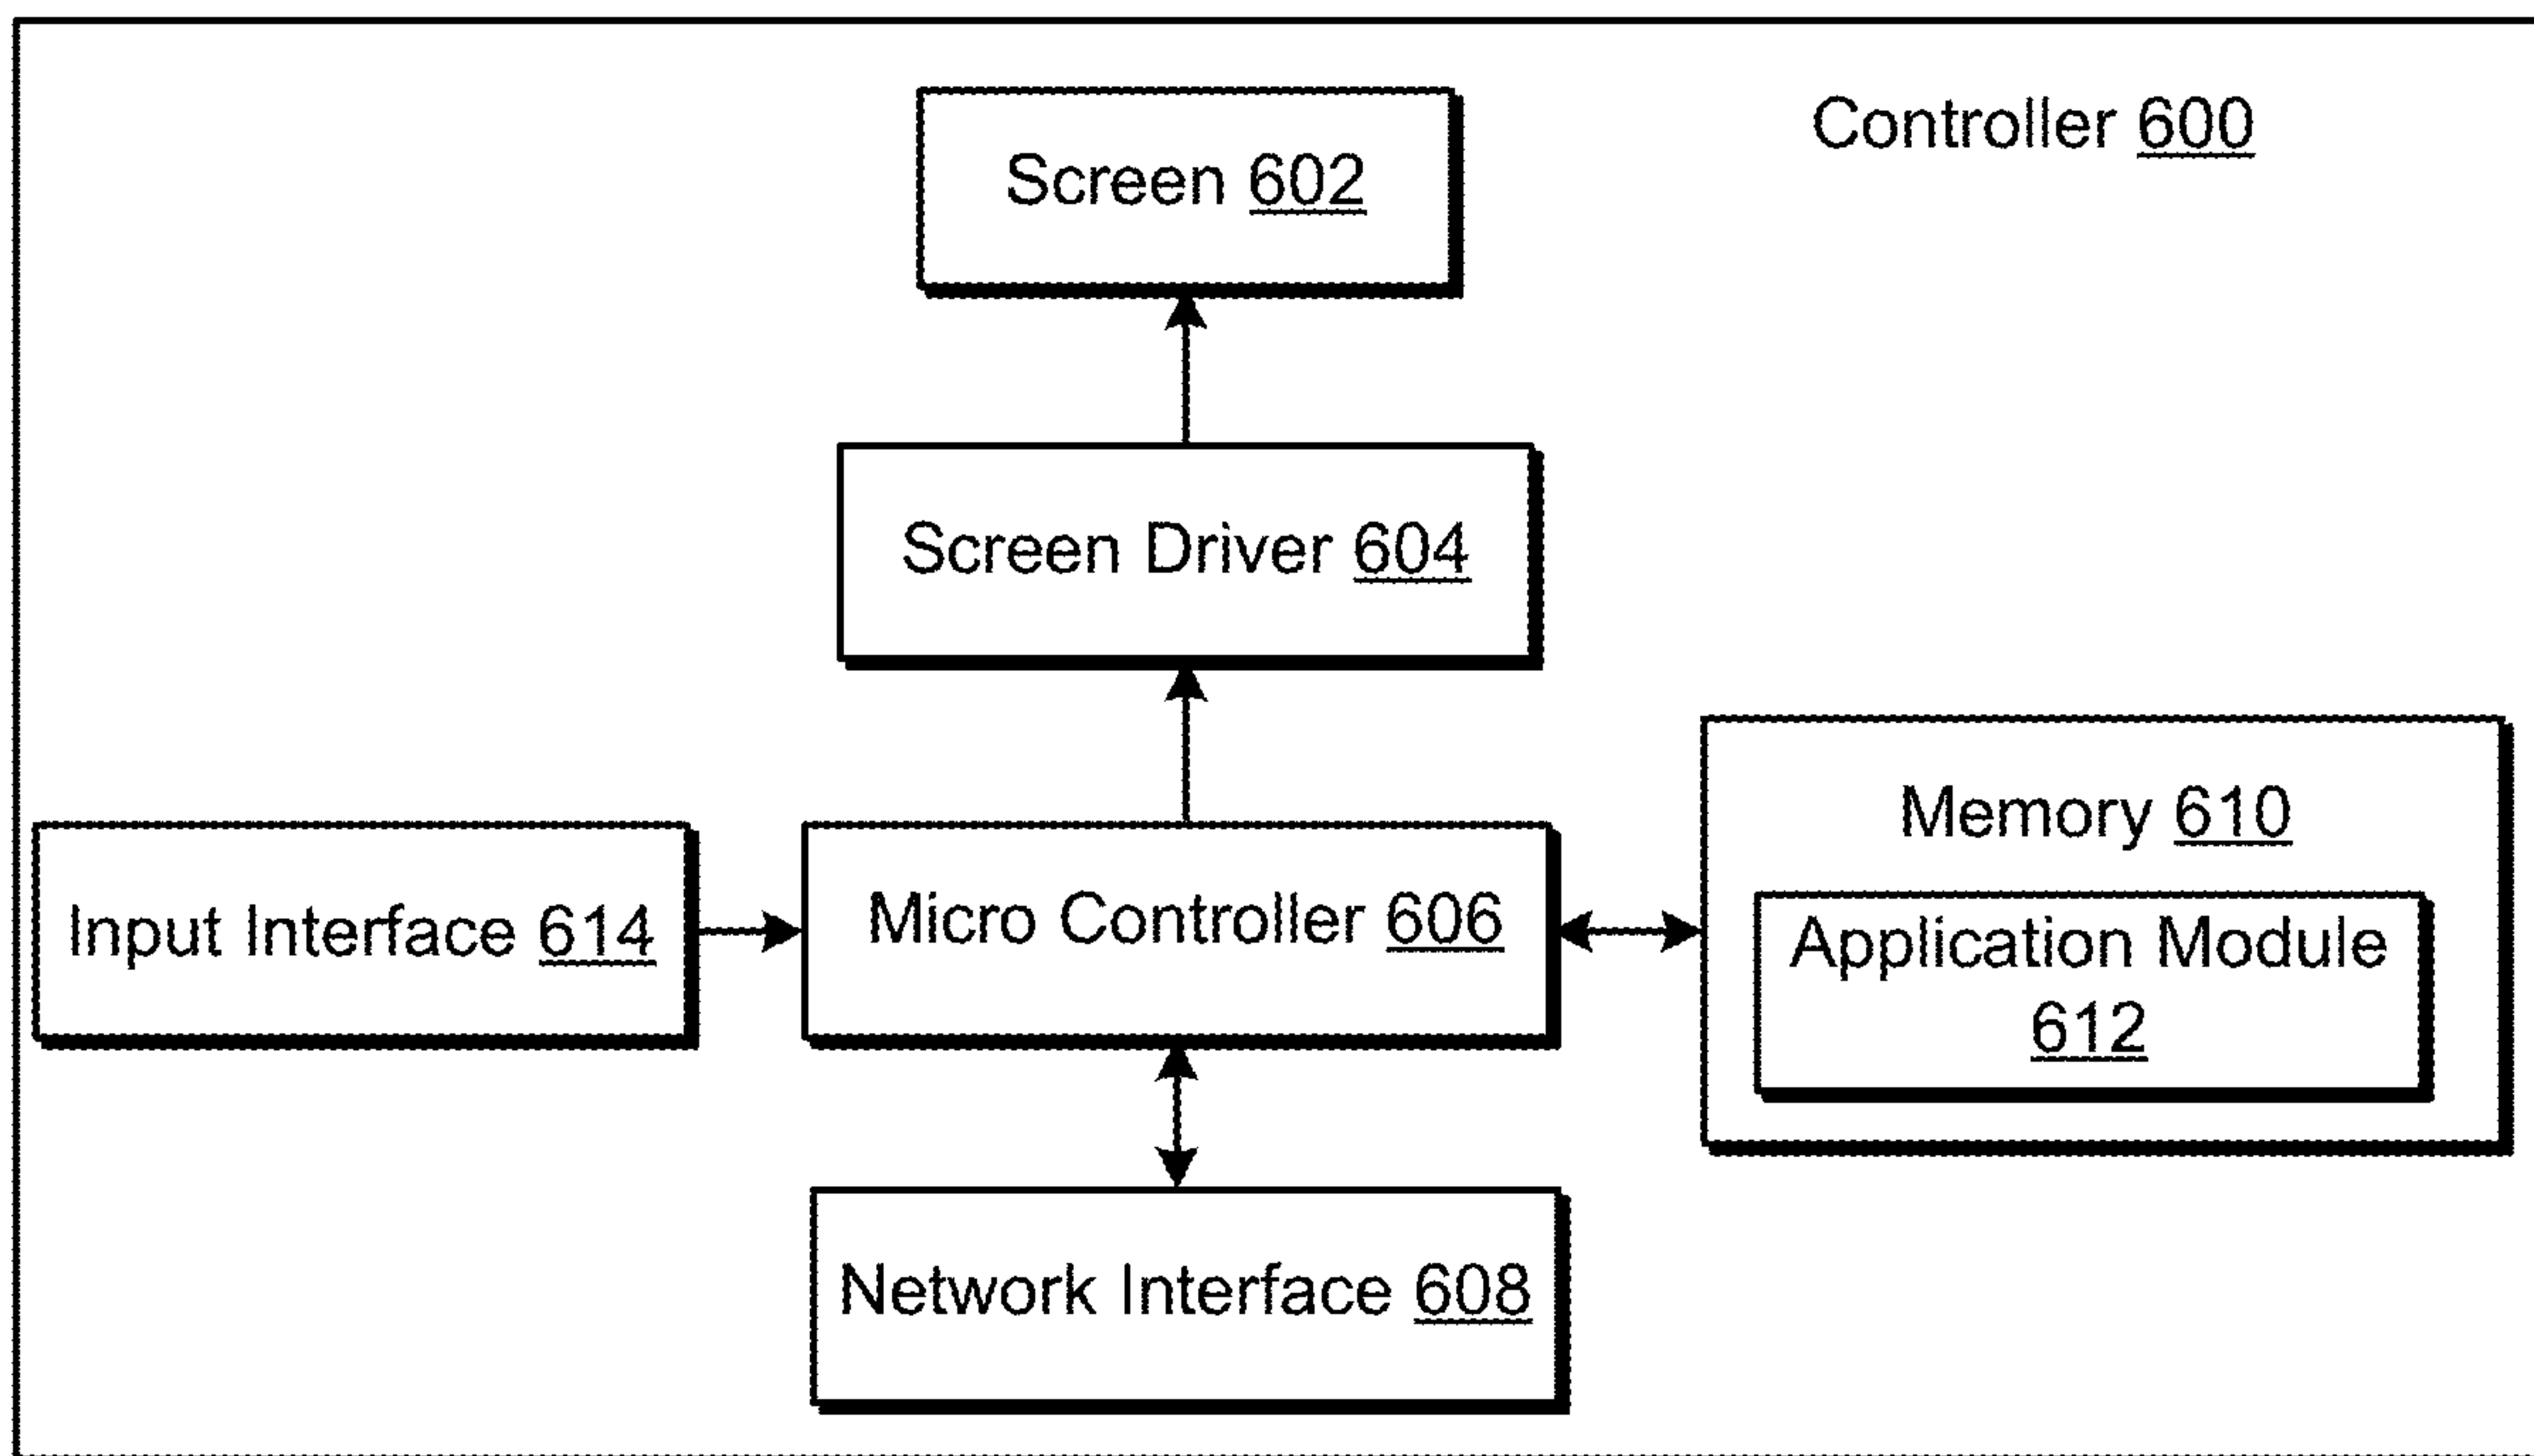 Controller 600
Screen 602
Screen Driver 604
Memory 610
Input Interface 614
Micro Controller 606
Application Module
612
Network Interface 608